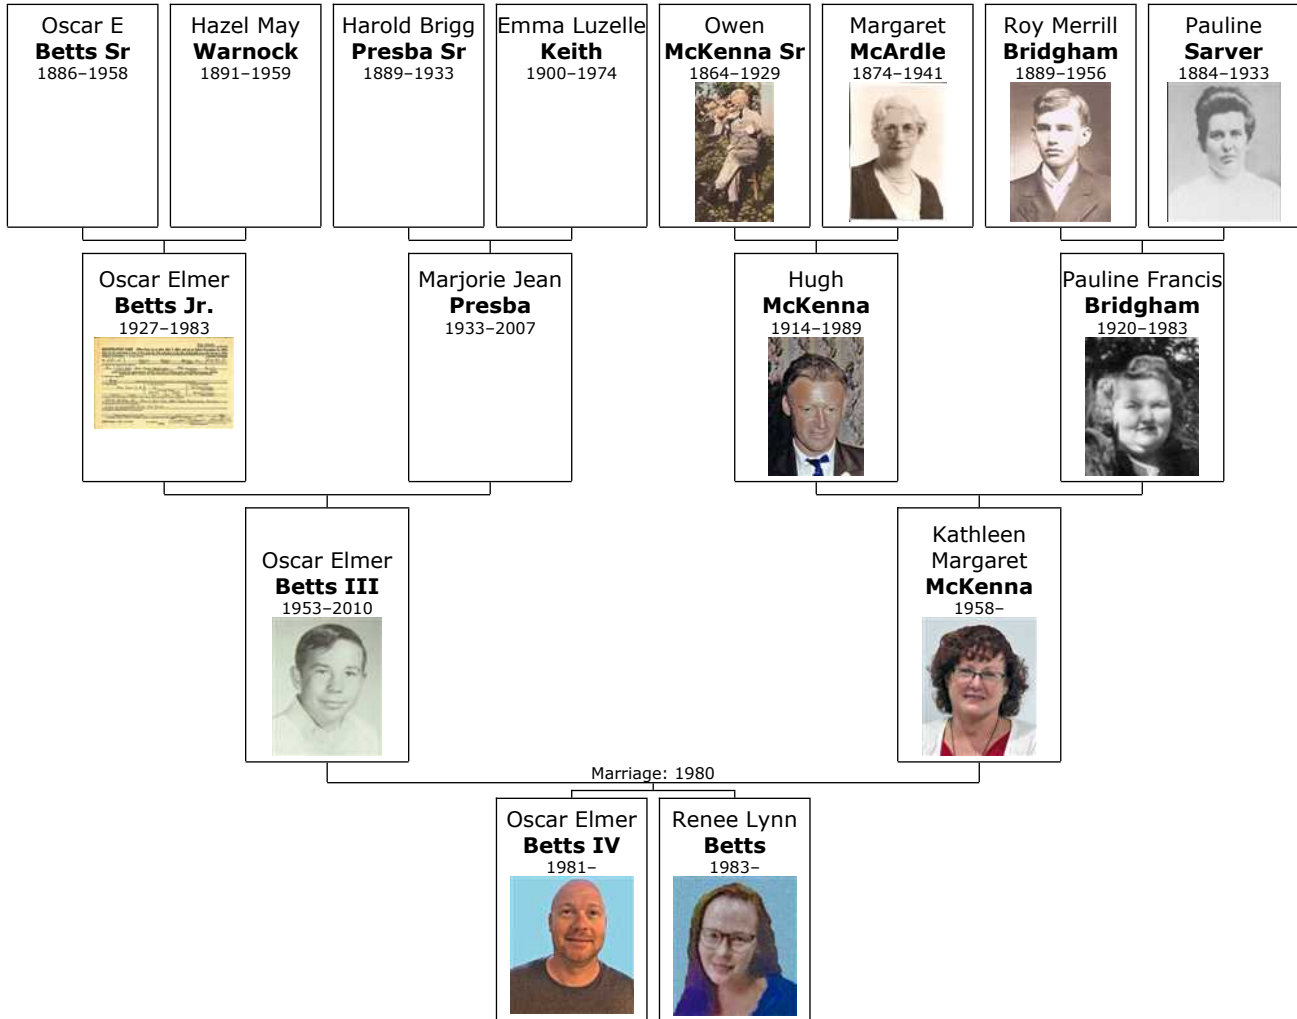 Oscar E
Betts Sr
1886–1958
Hazel May
Warnock
1891–1959
Harold Brigg
Presba Sr
1889–1933
Emma Luzelle
Keith
1900–1974
Owen
McKenna Sr
1864–1929
Margaret
McArdle
1874–1941
Roy Merrill
Bridgham
1889–1956
Pauline
Sarver
1884–1933
Oscar Elmer
Betts Jr.
1927–1983
Marjorie Jean
Presba
1933–2007
Hugh
McKenna
1914–1989
Pauline Francis
Bridgham
1920–1983
Oscar Elmer
Betts III
1953–2010
Kathleen
Margaret
McKenna
1958–
Marriage: 1980
Oscar Elmer
Betts IV
1981–
Renee Lynn
Betts
1983–